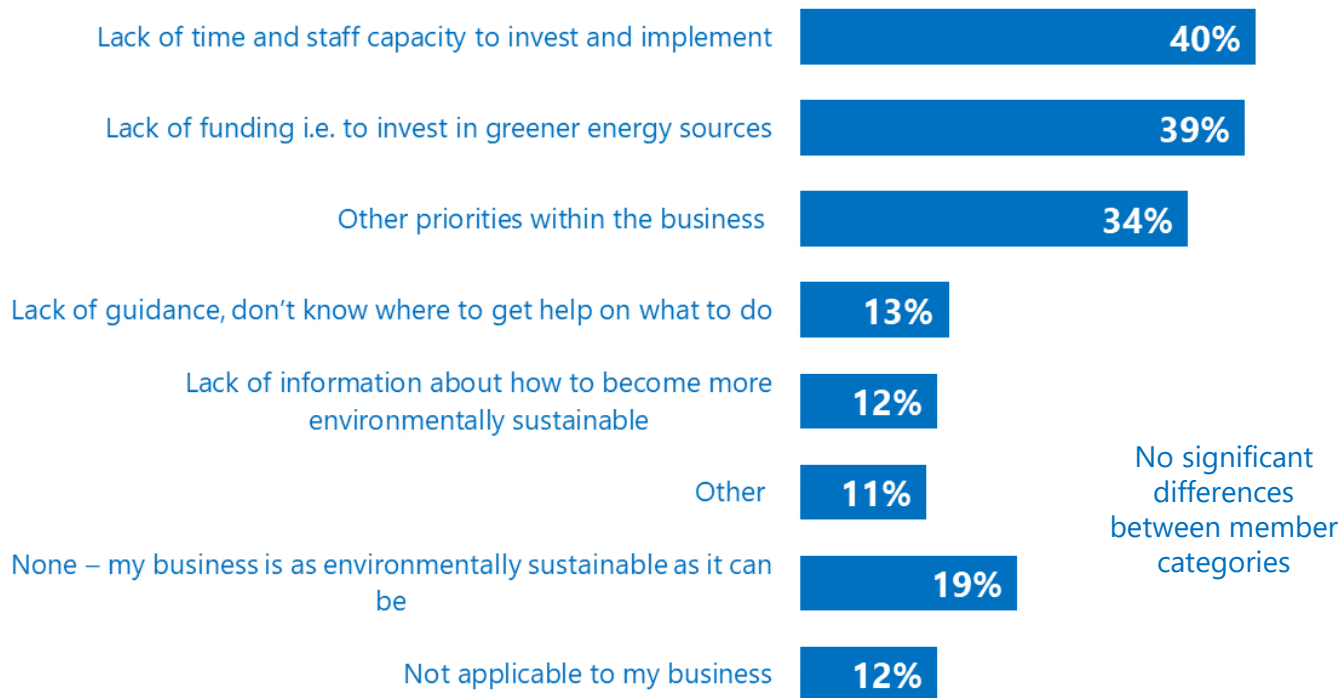 Lack of time and staff capacity to invest and implement
40%
Lack of funding i.e. to invest in greener energy sources
39%
Other priorities within the business
34%
Lack of guidance, don’t know where to get help on what to do
13%
Lack of information about how to become more
environmentally sustainable
12%
Other
11%
None – my business is as environmentally sustainable as it can
be
19%
Not applicable to my business
12%
No significant
differences
between member
categories